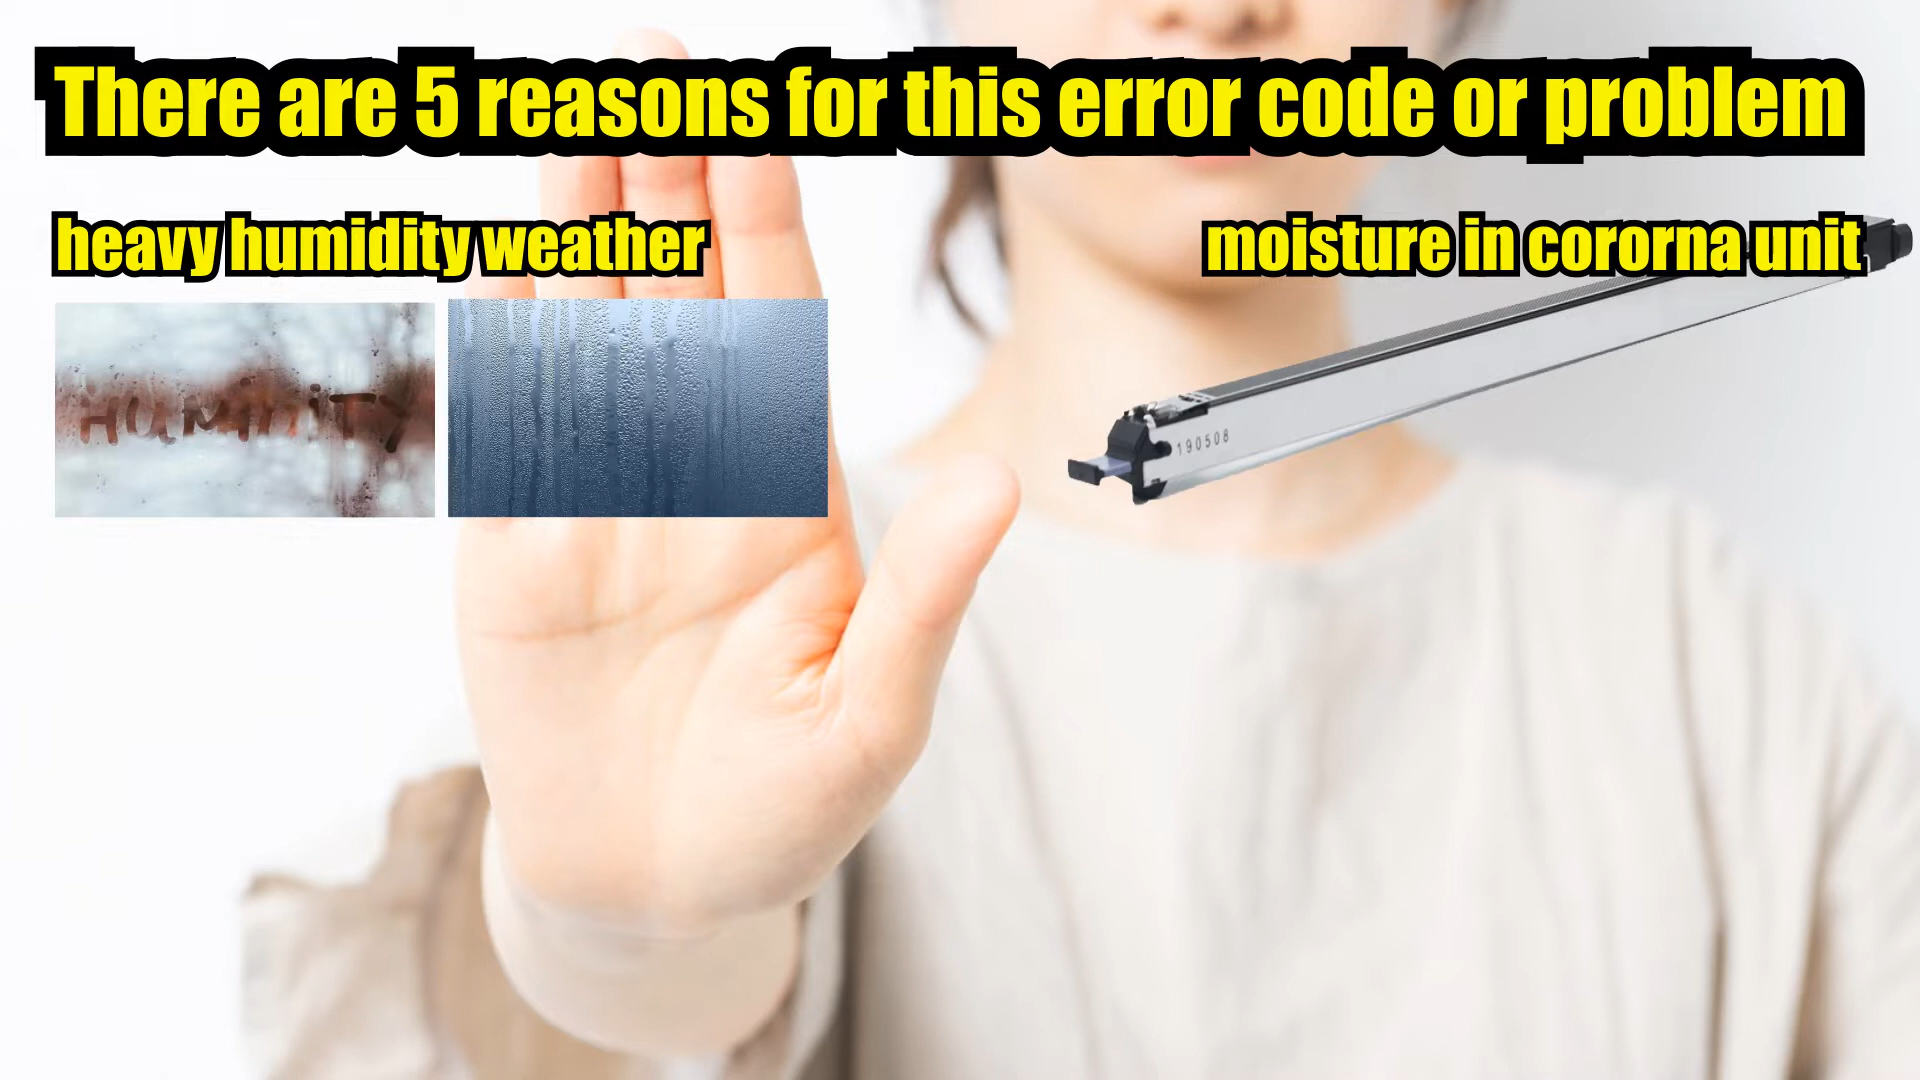 There are 5 reasons for this error code or problem
heavy humidity weather
moisture in cororna unit
HUMIDITY
190508